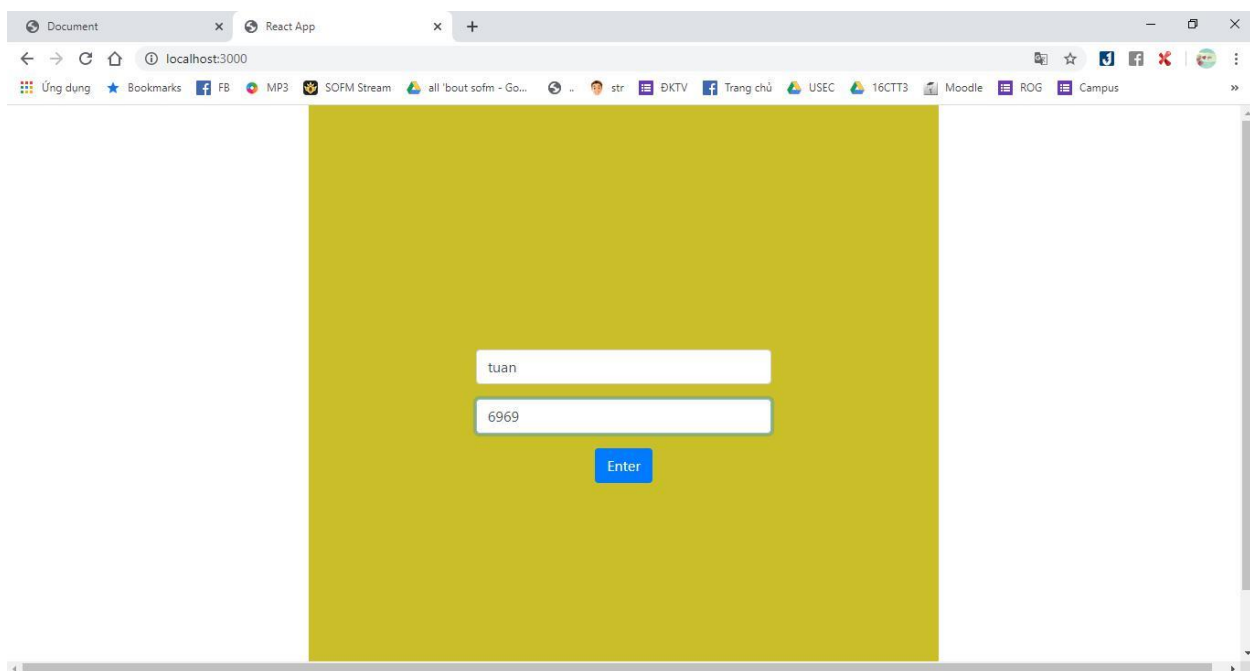 Document React App
localhost:3000
Ứng dụng Bookmarks FB MP3 SOFM Stream all 'bout sofm - Go... .. str ĐKTV Trang chủ USEC 16CTT3 Moodle ROG Campus »
tuan
6969
Enter